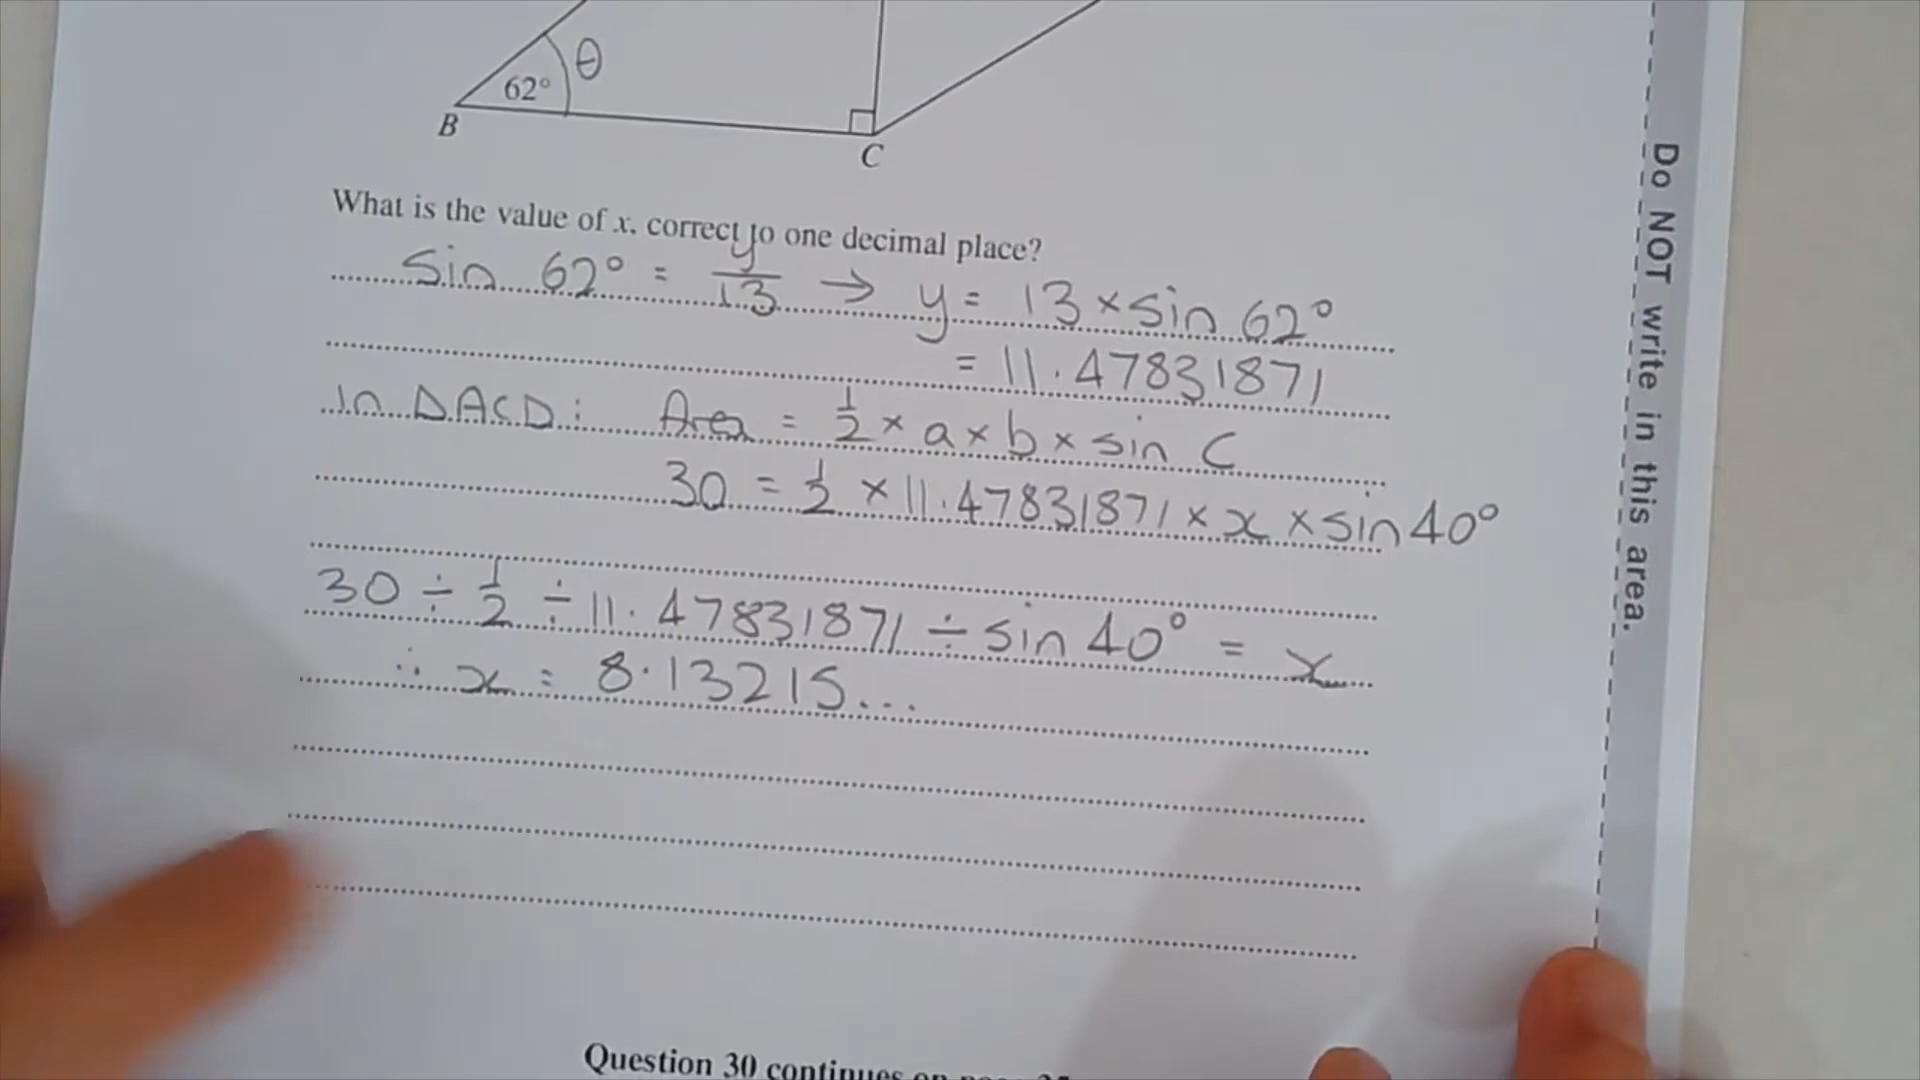 θ
62°
B
C
What is the value of x, correct to one decimal place?
sin 62° = y/13 → y = 13 × sin 62°
= 11.47831871
In ΔACD: Area = 1/2 × a × b × sin C
30 = 1/2 × 11.47831871 × x × sin 40°
30 ÷ 1/2 ÷ 11.47831871 ÷ sin 40° = x
∴ x = 8.13215...
Question 30 continues on
Do NOT write in this area.